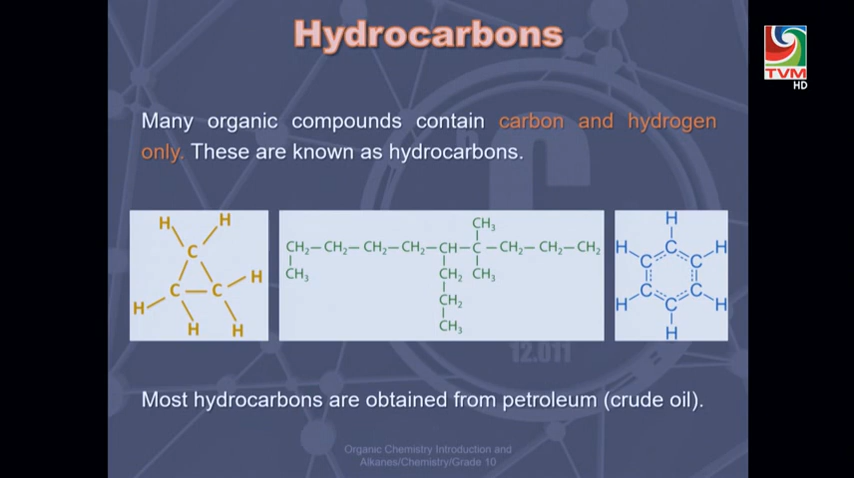 Hydrocarbons
TVM
HD
Many organic compounds contain carbon and hydrogen
only. These are known as hydrocarbons.
H H
C
H
C C
H
H H
CH₃
CH₂–CH₂–CH₂–CH₂–CH–C–CH₂–CH₂–CH₂
CH₃ CH₂ CH₃
CH₂
CH₃
H
H C H
C C
C C
H C H
H
12.011
Most hydrocarbons are obtained from petroleum (crude oil).
Organic Chemistry Introduction and
Alkanes/Chemistry/Grade 10